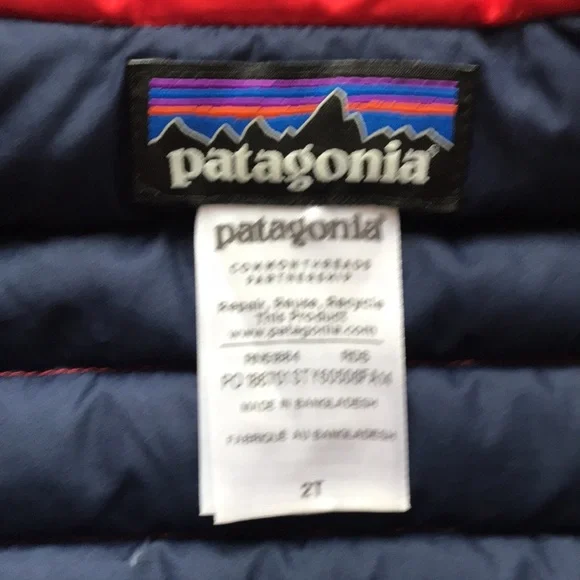 patagonia
patagonia
COMMON THREADS
PARTNERSHIP
Repair, Reuse, Recycle
This Product
www.patagonia.com
MADE IN BANGLADESH
FABRIQUÉ AU BANGLADESH
2T